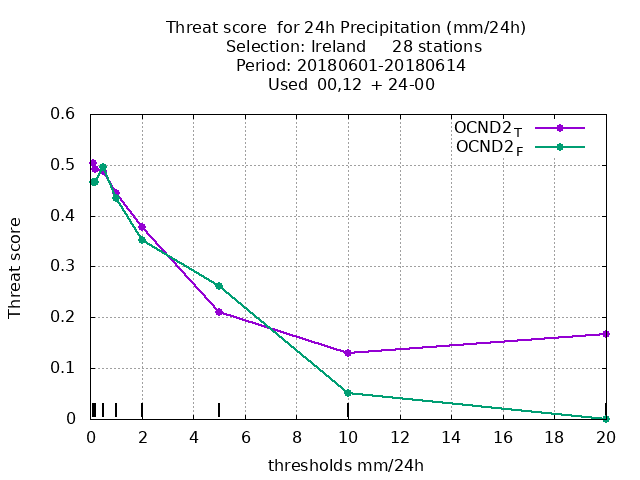 Threat score  for 24h Precipitation (mm/24h)
Selection: Ireland     28 stations
Period: 20180601-20180614
Used  00,12  + 24-00
OCND2T
OCND2F
Threat score
0.6
0.5
0.4
0.3
0.2
0.1
0
0 2 4 6 8 10 12 14 16 18 20
thresholds mm/24h